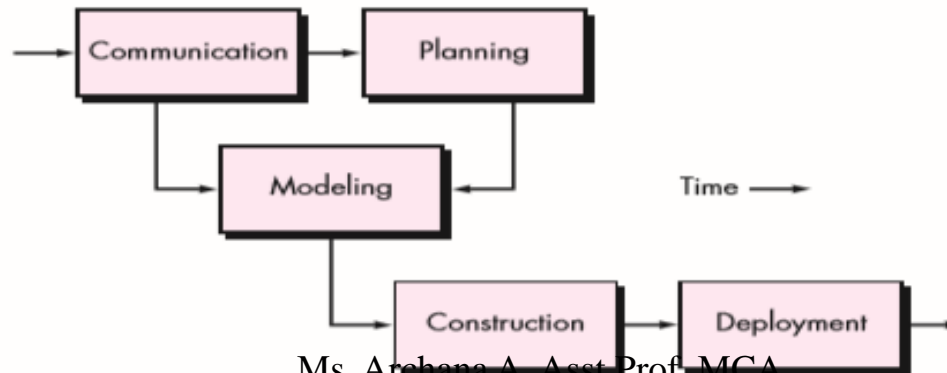 Communication
Planning
Modeling
Time
Construction
Deployment
Ms. Archana A, Asst.Prof, MCA